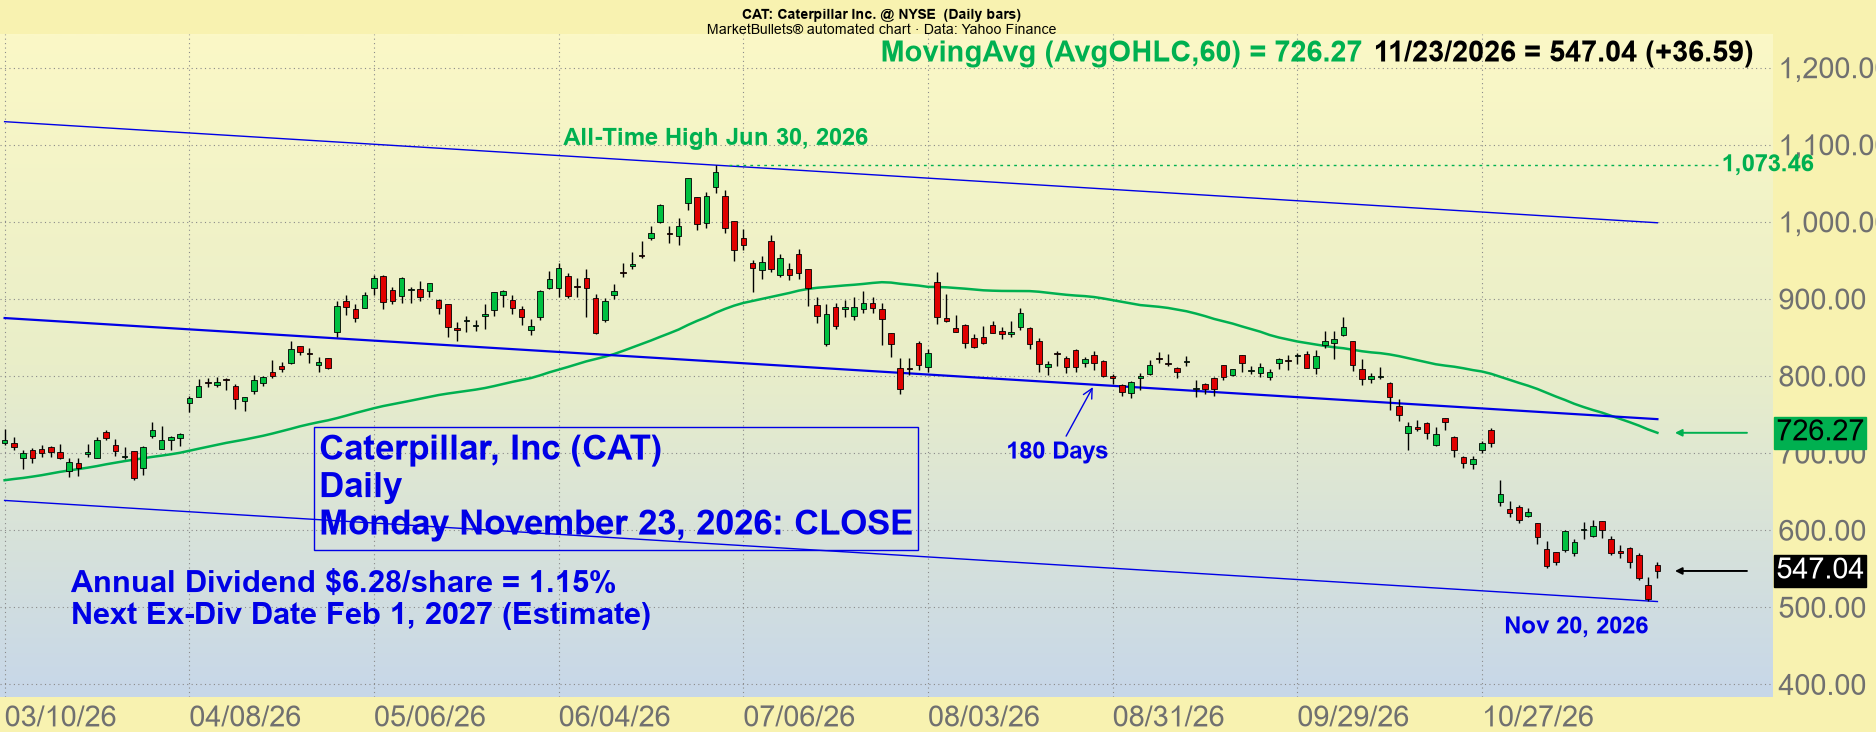 CAT: Caterpillar Inc. @ NYSE (Daily bars)
MarketBullets® automated chart · Data: Yahoo Finance
MovingAvg (AvgOHLC,60) = 726.27 11/23/2026 = 547.04 (+36.59)
1,200.0
All-Time High Jun 30, 2026
1,100.00
1,073.46
1,000.0
900.00
800.00
726.27
700.00
180 Days
Caterpillar, Inc (CAT)
Daily
Monday November 23, 2026: CLOSE
600.00
547.04
Annual Dividend $6.28/share = 1.15%
Next Ex-Div Date Feb 1, 2027 (Estimate)
500.00
Nov 20, 2026
400.00
03/10/26 04/08/26 05/06/26 06/04/26 07/06/26 08/03/26 08/31/26 09/29/26 10/27/26